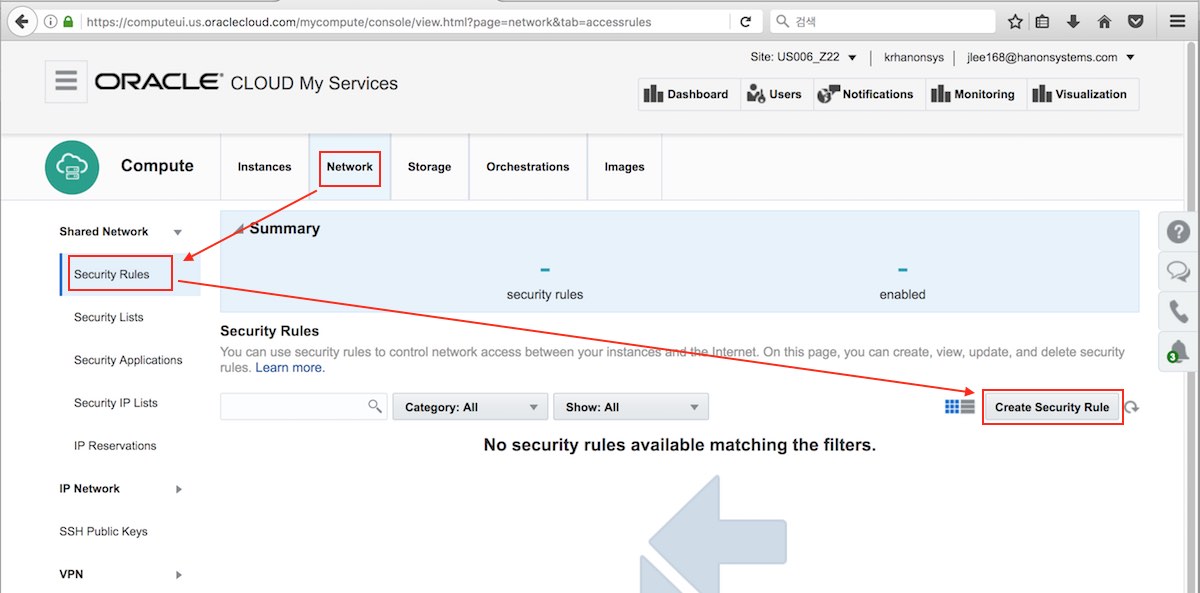 https://computeui.us.oraclecloud.com/mycompute/console/view.html?page=network&tab=accessrules
검색
Site: US006_Z22
krhanonsys
jlee168@hanonsystems.com
ORACLE CLOUD My Services
Dashboard
Users
Notifications
Monitoring
Visualization
Compute
Instances
Network
Storage
Orchestrations
Images
Shared Network
Security Rules
Security Lists
Security Applications
Security IP Lists
IP Reservations
IP Network
SSH Public Keys
VPN
Summary
-
security rules
-
enabled
Security Rules
You can use security rules to control network access between your instances and the Internet. On this page, you can create, view, update, and delete security
rules. Learn more.
Category: All
Show: All
Create Security Rule
No security rules available matching the filters.
?
3